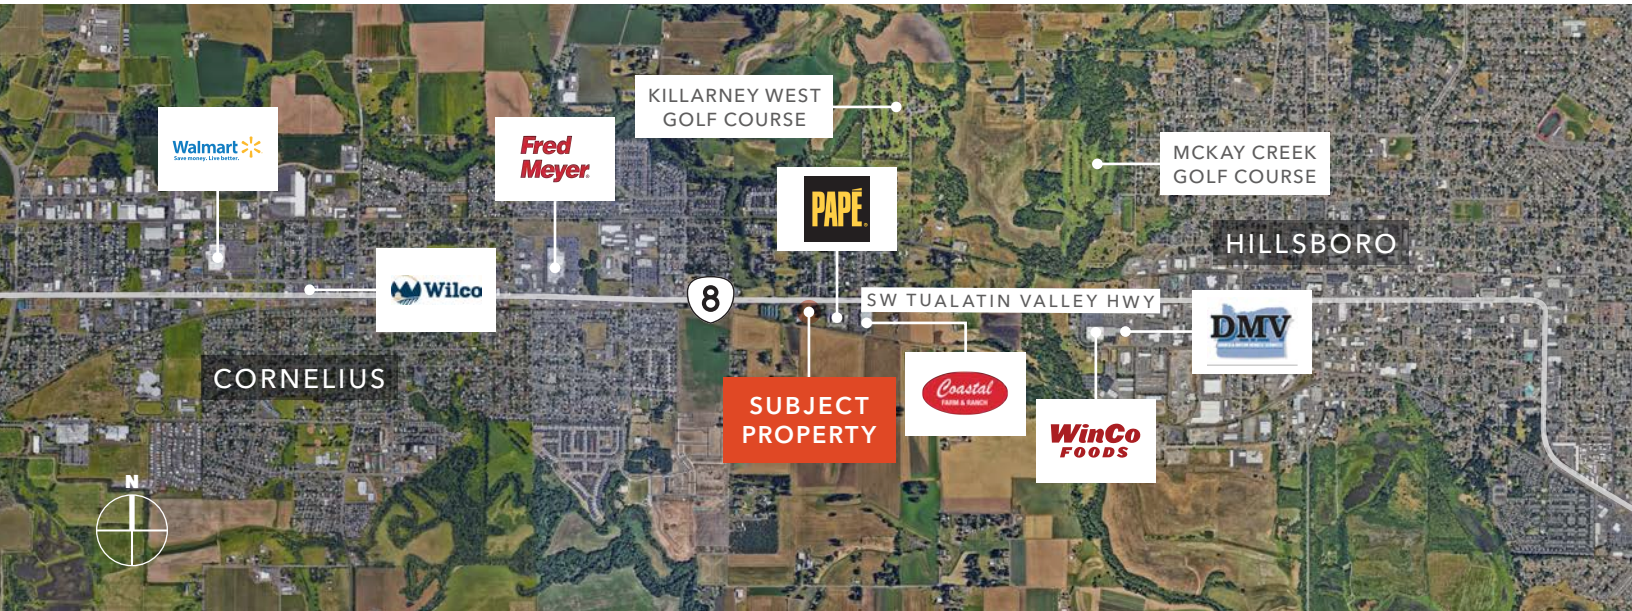 KILLARNEY WEST
GOLF COURSE
Walmart
Save money. Live better.
Fred
Meyer
MCKAY CREEK
GOLF COURSE
PAPÉ
HILLSBORO
Wilco
8
SW TUALATIN VALLEY HWY
DMV
CORNELIUS
SUBJECT
PROPERTY
Coastal
FARM & RANCH
WinCo
FOODS
N